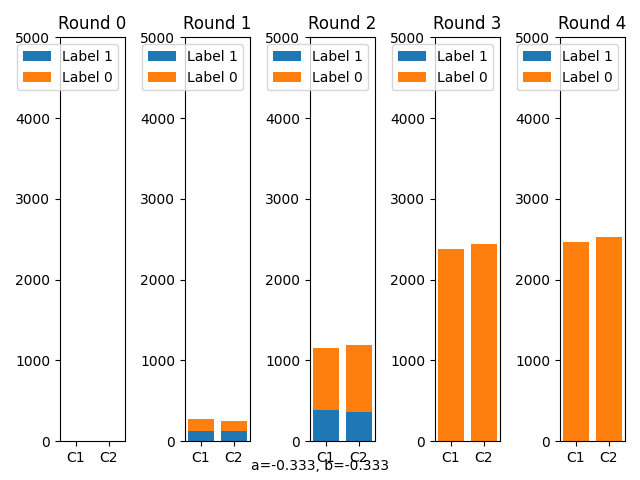 Round 0 Round 1 Round 2 Round 3 Round 4
5000 5000 5000 5000 5000
Label 1 Label 1 Label 1 Label 1 Label 1
Label 0 Label 0 Label 0 Label 0 Label 0
4000 4000 4000 4000 4000
3000 3000 3000 3000 3000
2000 2000 2000 2000 2000
1000 1000 1000 1000 1000
0 0 0 0 0
C1 C2 C1 C2 C1 C2 C1 C2 C1 C2
a=-0.333, b=-0.333